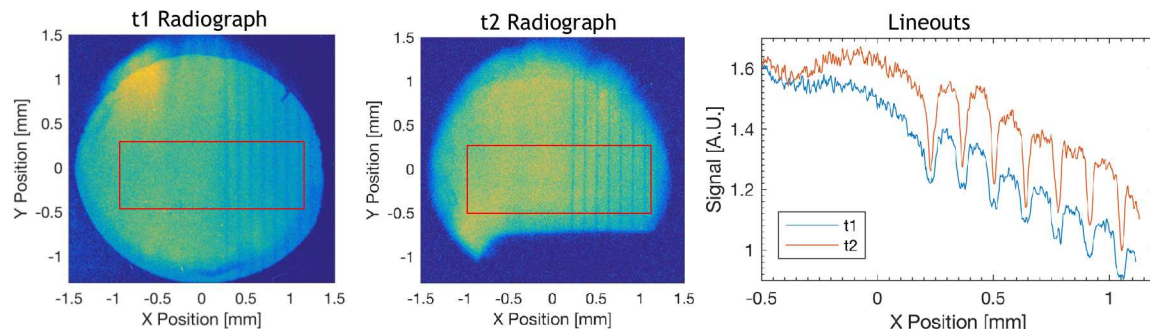 t1 Radiograph
1.5
1
0.5
0
-0.5
-1
Y Position [mm]
-1.5 -1 -0.5 0 0.5 1 1.5
X Position [mm]
t2 Radiograph
1.5
1
0.5
0
-0.5
-1
Y Position [mm]
-1.5 -1 -0.5 0 0.5 1 1.5
X Position [mm]
Lineouts
1.6
1.4
1.2
1
Signal [A.U.]
t1
t2
-0.5 0 0.5 1
X Position [mm]